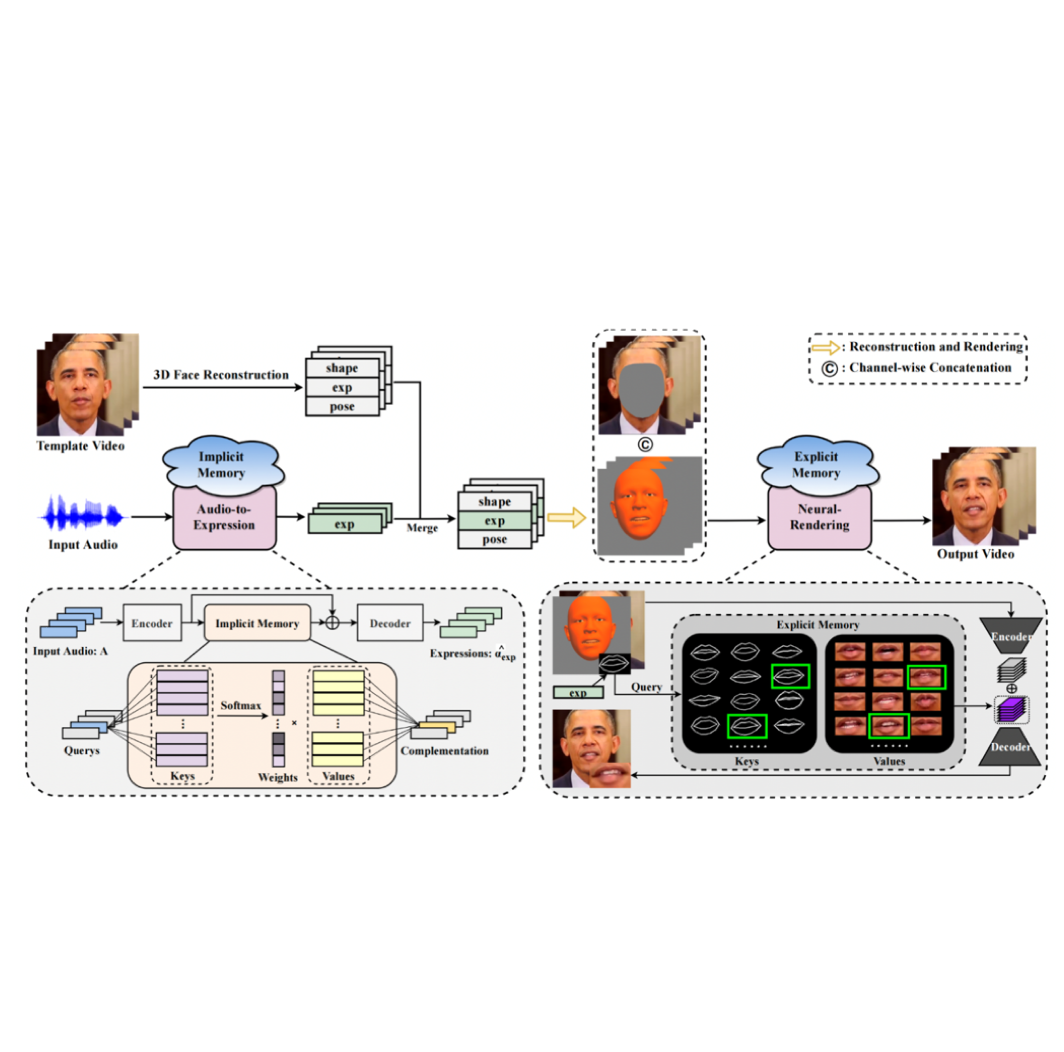 3D Face Reconstruction
shape
exp
pose
Template Video
Implicit
Memory
Audio-to-
Expression
Input Audio
exp
Merge
shape
exp
pose
©
Explicit
Memory
Neural-
Rendering
Output Video
: Reconstruction and Rendering
© : Channel-wise Concatenation
Input Audio: A
Encoder
Implicit Memory
Decoder
Expressions: α̂exp
Querys
Softmax
×
Keys
Weights
Values
Complementation
exp
Query
Explicit Memory
Keys
Values
Encoder
Decoder